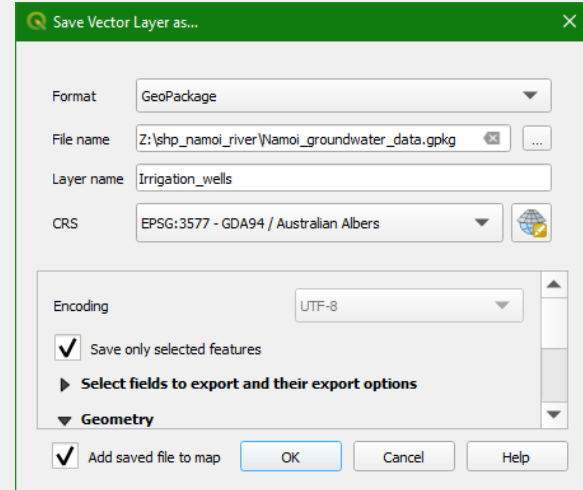 Save Vector Layer as...
Format GeoPackage
File name Z:\shp_namoi_river\Namoi_groundwater_data.gpkg ...
Layer name Irrigation_wells
CRS EPSG:3577 - GDA94 / Australian Albers
Encoding UTF-8
Save only selected features
Select fields to export and their export options
Geometry
Add saved file to map OK Cancel Help